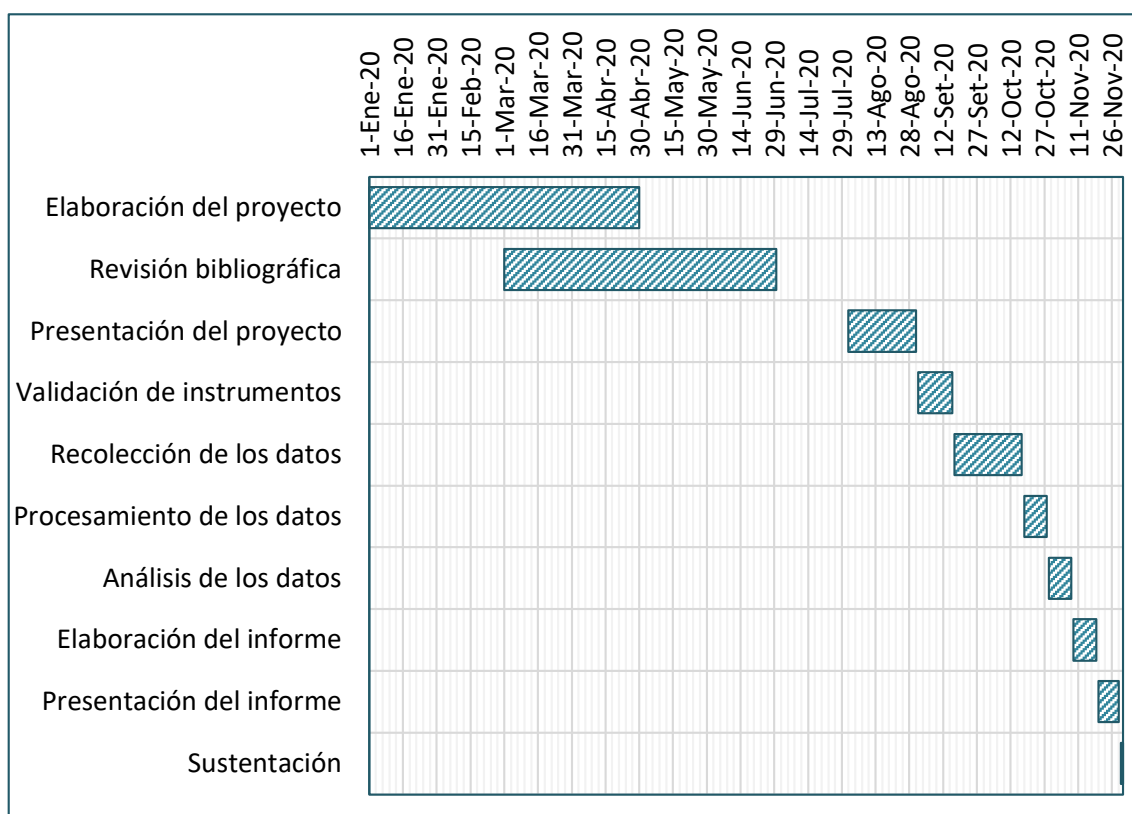 1-Ene-20
16-Ene-20
31-Ene-20
15-Feb-20
1-Mar-20
16-Mar-20
31-Mar-20
15-Abr-20
30-Abr-20
15-May-20
30-May-20
14-Jun-20
29-Jun-20
14-Jul-20
29-Jul-20
13-Ago-20
28-Ago-20
12-Set-20
27-Set-20
12-Oct-20
27-Oct-20
11-Nov-20
26-Nov-20
Elaboración del proyecto
Revisión bibliográfica
Presentación del proyecto
Validación de instrumentos
Recolección de los datos
Procesamiento de los datos
Análisis de los datos
Elaboración del informe
Presentación del informe
Sustentación